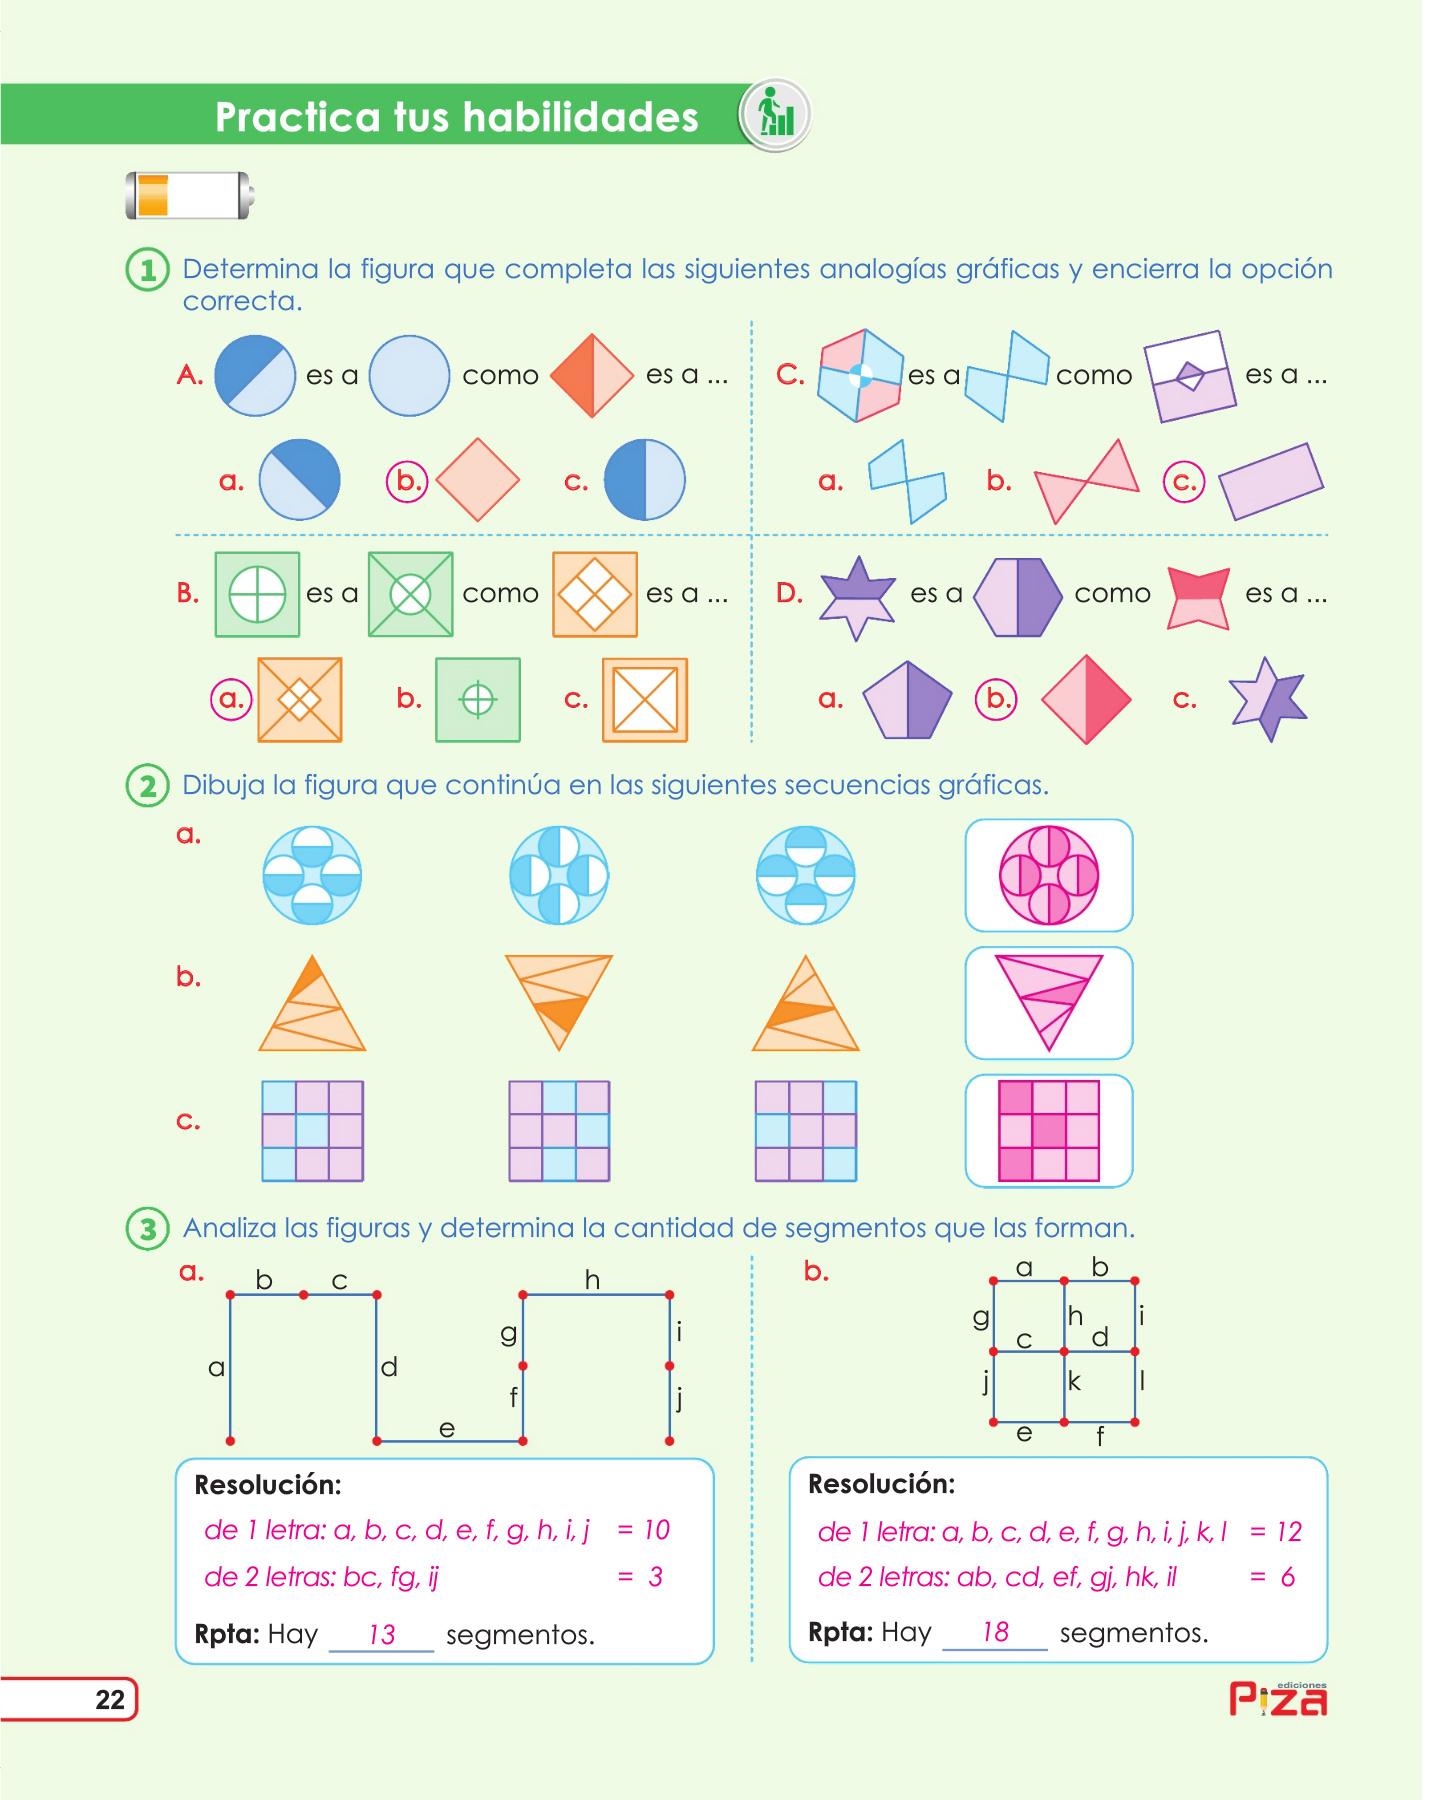 Practica tus habilidades
1 Determina la figura que completa las siguientes analogías gráficas y encierra la opción
correcta.
A. es a como es a ...
a. b. c.
C. es a como es a ...
a. b. c.
B. es a como es a ...
a. b. c.
D. es a como es a ...
a. b. c.
2 Dibuja la figura que continúa en las siguientes secuencias gráficas.
a.
b.
c.
3 Analiza las figuras y determina la cantidad de segmentos que las forman.
a.
b c h
g i
a d
f j
e
Resolución:
de 1 letra: a, b, c, d, e, f, g, h, i, j = 10
de 2 letras: bc, fg, ij = 3
Rpta: Hay 13 segmentos.
b.
a b
g h i
c d
j k l
e f
Resolución:
de 1 letra: a, b, c, d, e, f, g, h, i, j, k, l = 12
de 2 letras: ab, cd, ef, gj, hk, il = 6
Rpta: Hay 18 segmentos.
22
ediciones
Piza